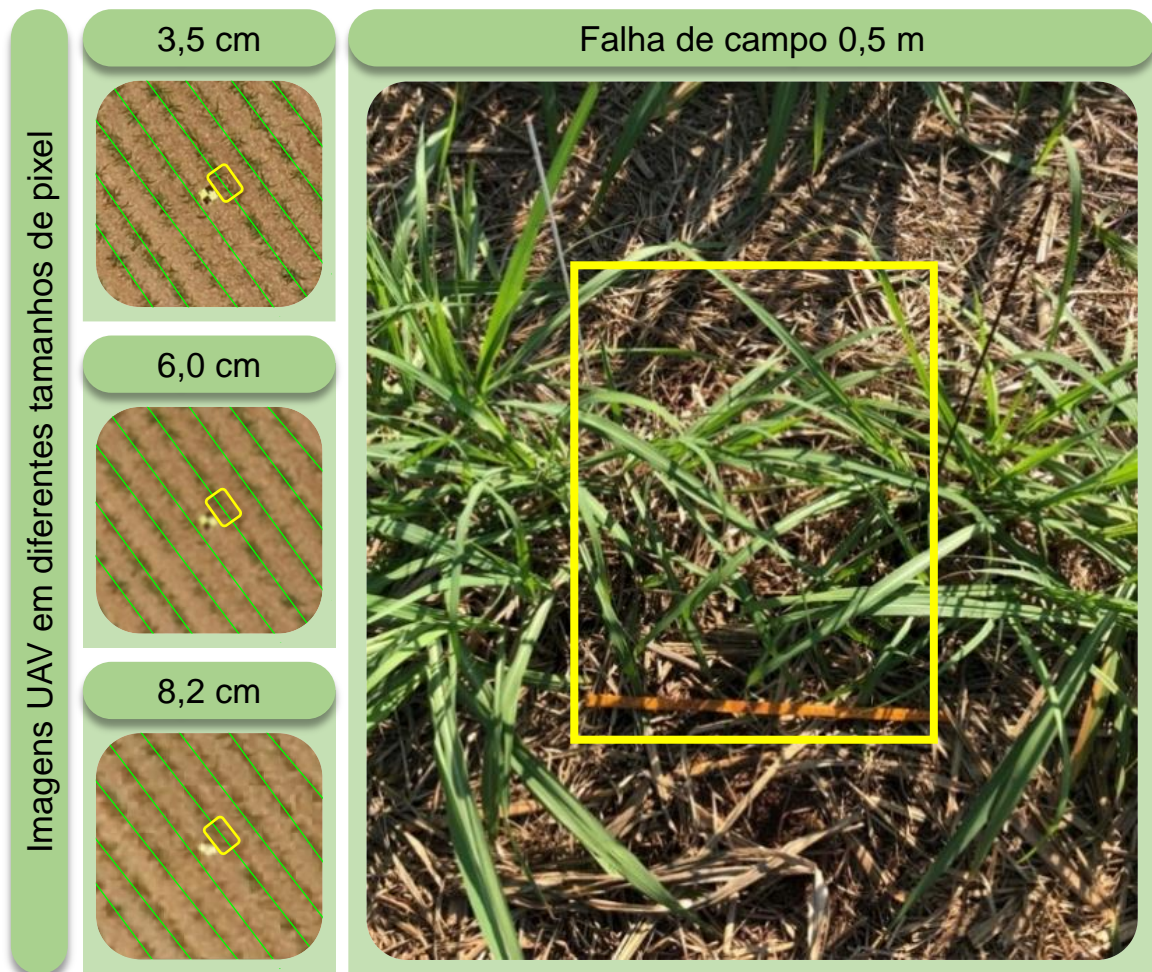 Imagens UAV em diferentes tamanhos de pixel
3,5 cm
6,0 cm
8,2 cm
Falha de campo 0,5 m